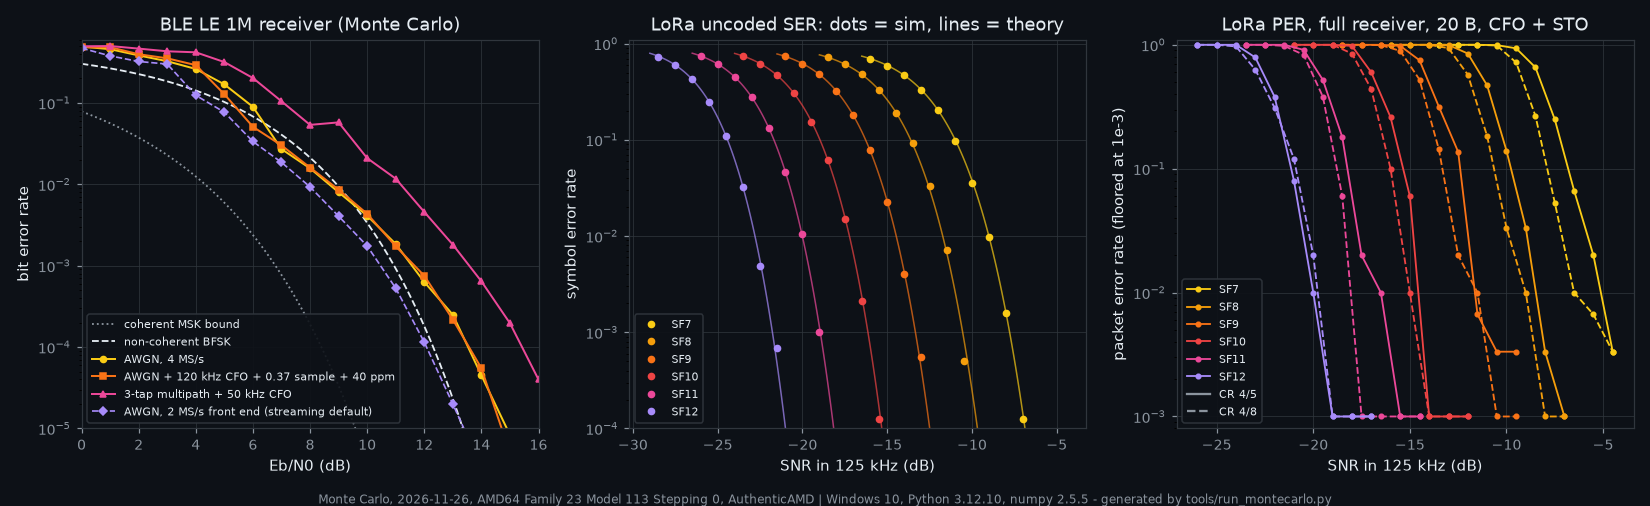 BLE LE 1M receiver (Monte Carlo)
bit error rate
10⁻¹
10⁻²
10⁻³
10⁻⁴
10⁻⁵
coherent MSK bound
non-coherent BFSK
AWGN, 4 MS/s
AWGN + 120 kHz CFO + 0.37 sample + 40 ppm
3-tap multipath + 50 kHz CFO
AWGN, 2 MS/s front end (streaming default)
0 2 4 6 8 10 12 14 16
Eb/N0 (dB)
LoRa uncoded SER: dots = sim, lines = theory
symbol error rate
10⁰
10⁻¹
10⁻²
10⁻³
10⁻⁴
SF7
SF8
SF9
SF10
SF11
SF12
−30 −25 −20 −15 −10 −5
SNR in 125 kHz (dB)
LoRa PER, full receiver, 20 B, CFO + STO
packet error rate (floored at 1e-3)
10⁰
10⁻¹
10⁻²
10⁻³
SF7
SF8
SF9
SF10
SF11
SF12
CR 4/5
CR 4/8
−25 −20 −15 −10 −5
SNR in 125 kHz (dB)
Monte Carlo, 2026-11-26, AMD64 Family 23 Model 113 Stepping 0, AuthenticAMD | Windows 10, Python 3.12.10, numpy 2.5.5 - generated by tools/run_montecarlo.py